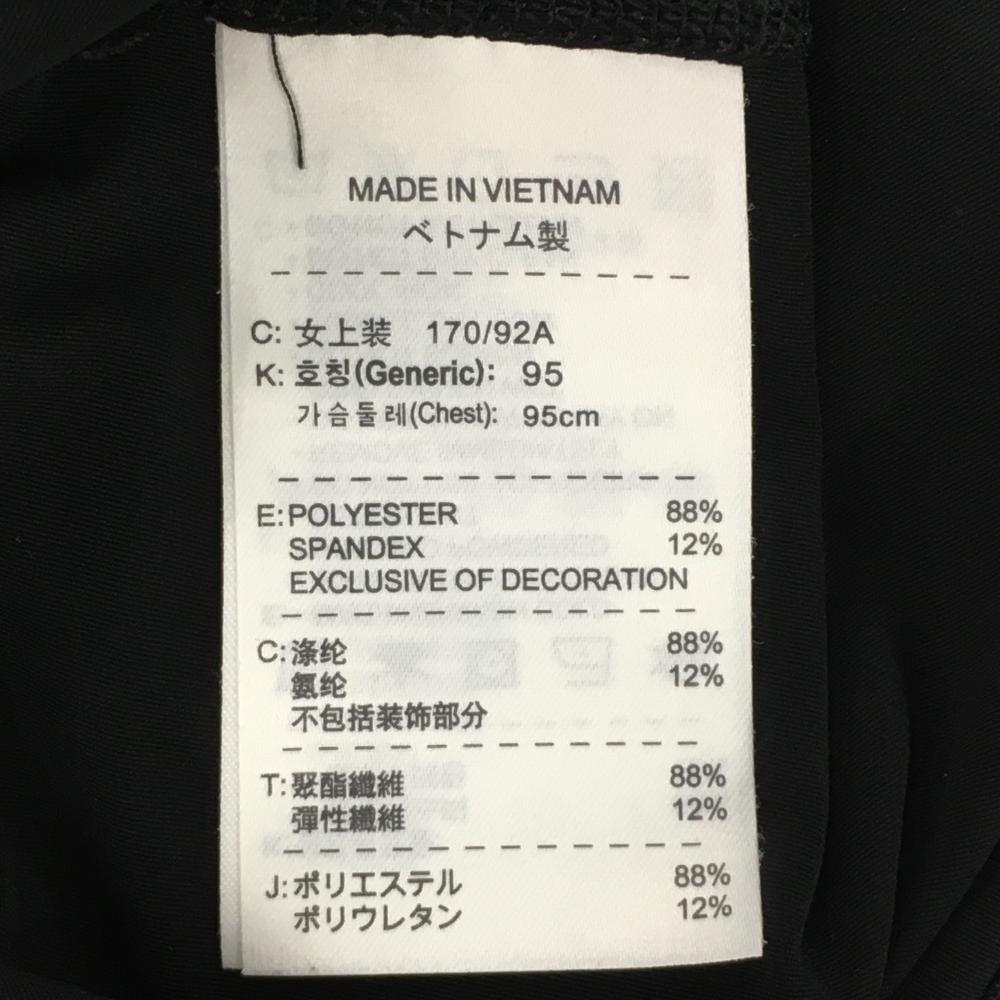 MADE IN VIETNAM
ベトナム製
C: 女上装 170/92A
K: 호칭(Generic): 95
가슴둘레(Chest): 95cm
E: POLYESTER 88%
SPANDEX 12%
EXCLUSIVE OF DECORATION
C: 涤纶 88%
氨纶 12%
不包括装饰部分
T: 聚酯纖維 88%
彈性纖維 12%
J: ポリエステル 88%
ポリウレタン 12%